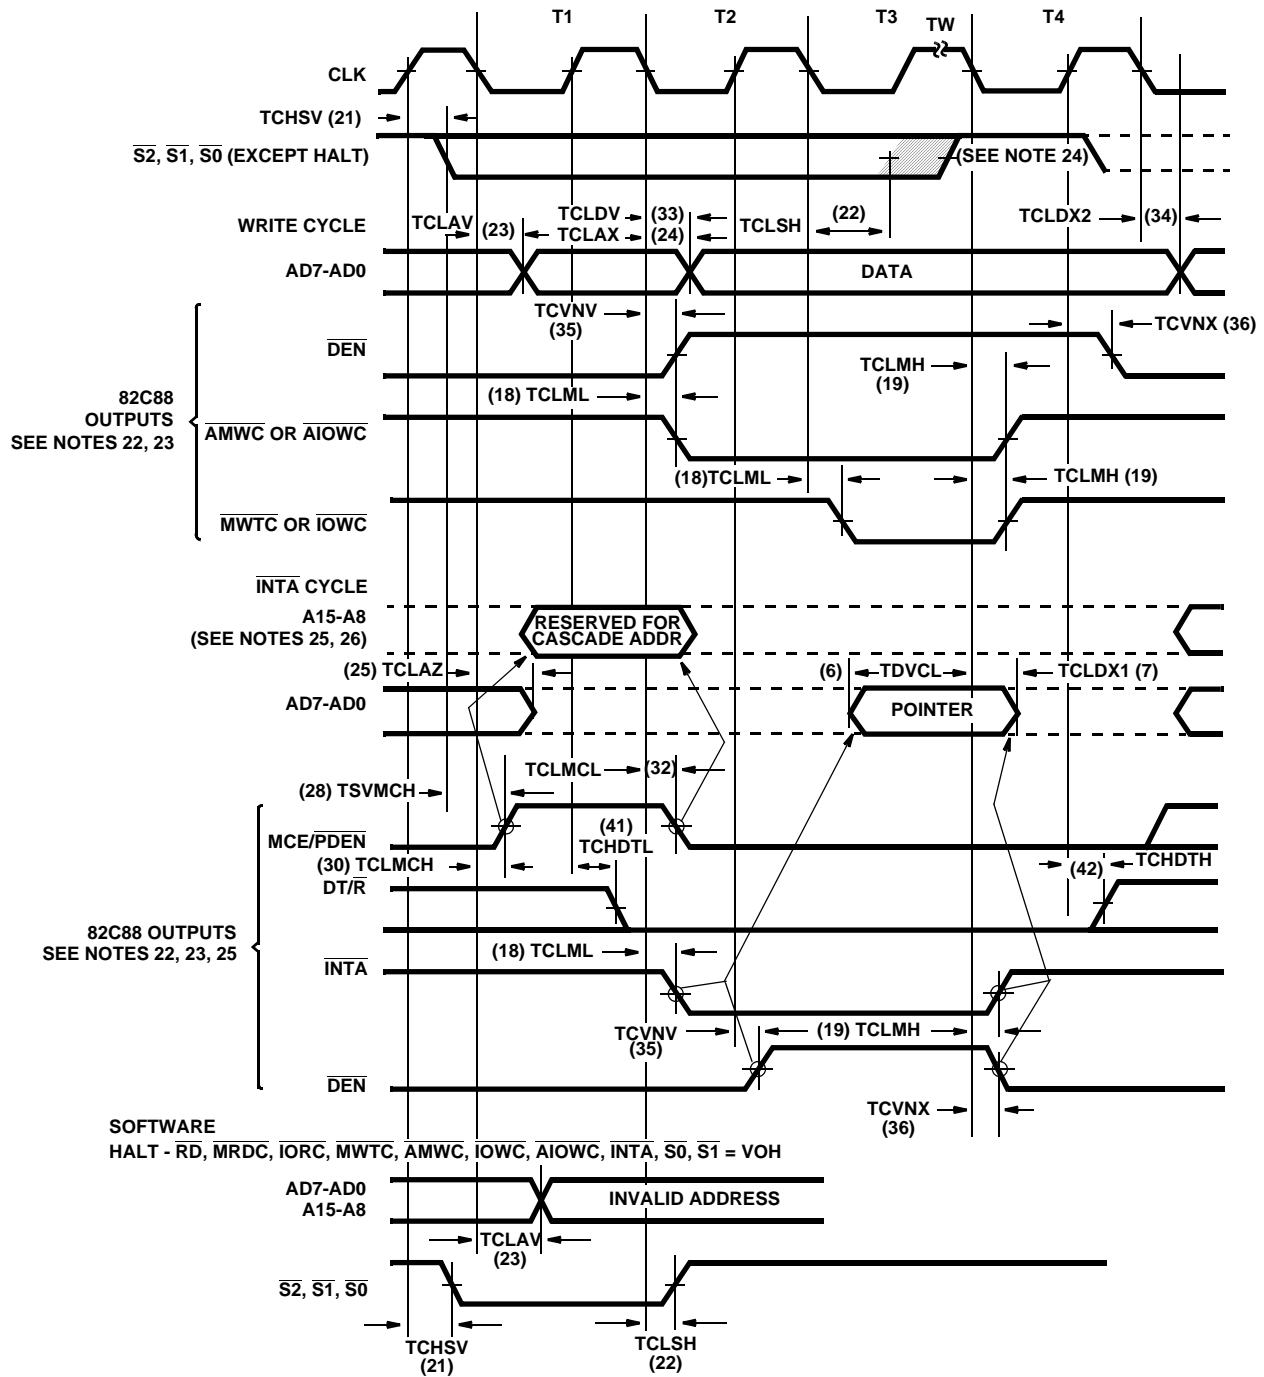 T1 T2 T3 TW T4
CLK
TCHSV (21)
S2, S1, S0 (EXCEPT HALT)
(SEE NOTE 24)
WRITE CYCLE
TCLAV (23)
TCLDV (33)
TCLAX (24)
TCLSH (22)
TCLDX2 (34)
AD7-AD0
DATA
TCVNV
(35)
TCVNX (36)
DEN
TCLMH
(19)
(18) TCLML
82C88
OUTPUTS
SEE NOTES 22, 23
AMWC OR AIOWC
(18)TCLML
TCLMH (19)
MWTC OR IOWC
INTA CYCLE
A15-A8
(SEE NOTES 25, 26)
RESERVED FOR
CASCADE ADDR
(25) TCLAZ
(6) TDVCL
TCLDX1 (7)
AD7-AD0
POINTER
TCLMCL (32)
(28) TSVMCH
MCE/PDEN
(41)
TCHDTL
(30) TCLMCH
(42) TCHDTH
DT/R
82C88 OUTPUTS
SEE NOTES 22, 23, 25
(18) TCLML
INTA
TCVNV
(35)
(19) TCLMH
DEN
TCVNX
(36)
SOFTWARE
HALT - RD, MRDC, IORC, MWTC, AMWC, IOWC, AIOWC, INTA, S0, S1 = VOH
AD7-AD0
A15-A8
INVALID ADDRESS
TCLAV
(23)
S2, S1, S0
TCHSV
(21)
TCLSH
(22)